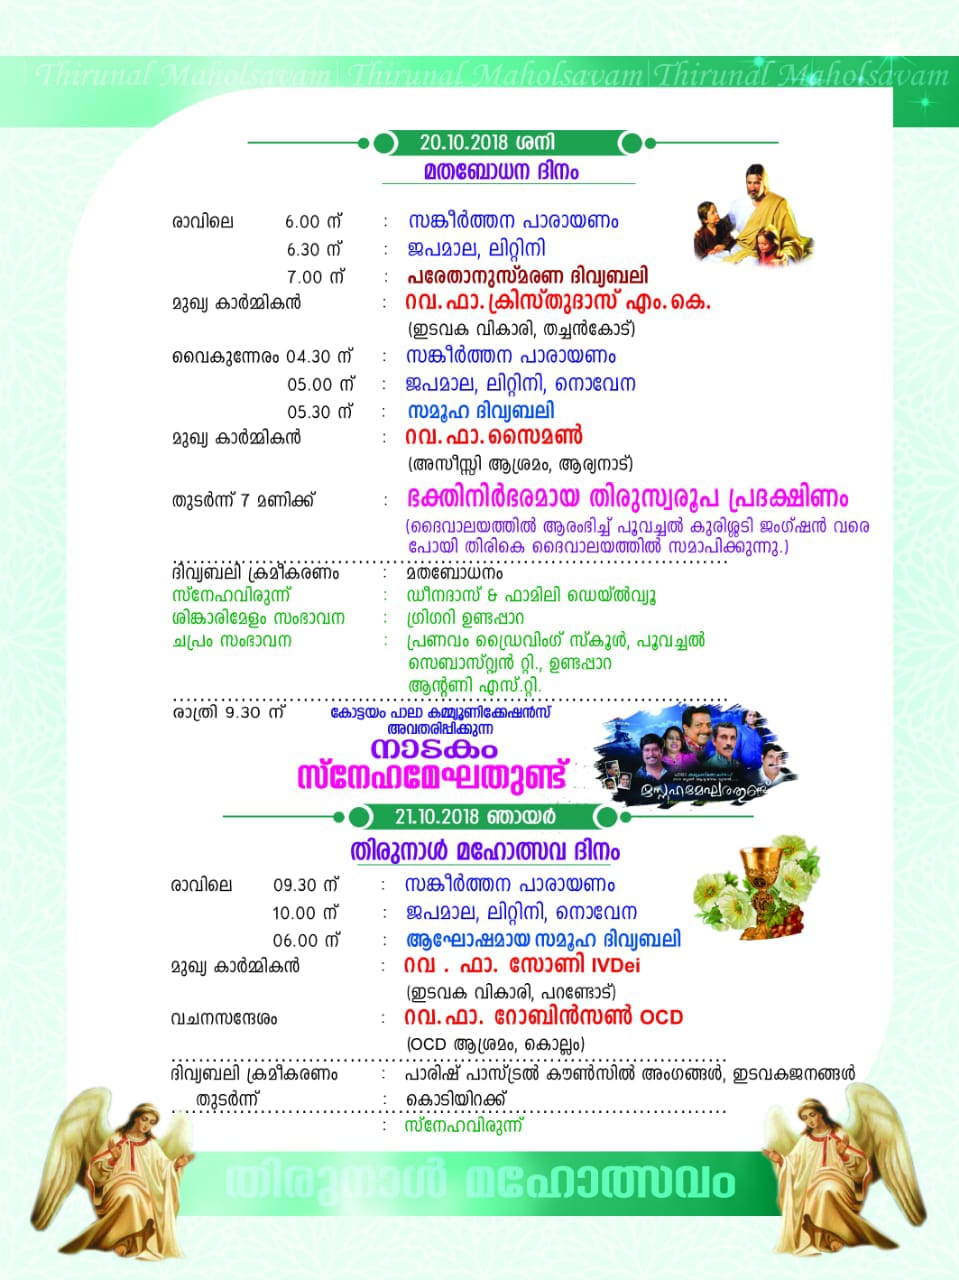 Thirunal Maholsavam Thirunal Maholsavam Thirunal Maholsavam
20.10.2018 ശനി
മതബോധന ദിനം
രാവിലെ 6.00 ന് : സങ്കീർത്തന പാരായണം
6.30 ന് : ജപമാല, ലിറ്റിനി
7.00 ന് : പരേതാനുസ്മരണ ദിവ്യബലി
മുഖ്യ കാർമ്മികൻ : റവ.ഫാ.ക്രിസ്തുദാസ് എം.കെ.
(ഇടവക വികാരി, തച്ചൻകോട്)
വൈകുന്നേരം 04.30 ന് : സങ്കീർത്തന പാരായണം
05.00 ന് : ജപമാല, ലിറ്റിനി, നൊവേന
05.30 ന് : സമൂഹ ദിവ്യബലി
മുഖ്യ കാർമ്മികൻ : റവ.ഫാ.സൈമൺ
(അസീസ്സി ആശ്രമം, ആര്യനാട്)
തുടർന്ന് 7 മണിക്ക് : ഭക്തിനിർഭരമായ തിരുസ്വരൂപ പ്രദക്ഷിണം
(ദൈവാലയത്തിൽ ആരംഭിച്ച് പൂവച്ചൽ കുരിശ്ശടി ജംഗ്ഷൻ വരെ
പോയി തിരികെ ദൈവാലയത്തിൽ സമാപിക്കുന്നു.)
ദിവ്യബലി ക്രമീകരണം : മതബോധനം
സ്നേഹവിരുന്ന് : ഡീനദാസ് & ഫാമിലി ഡെയ്ൽവ്യൂ
ശിങ്കാരിമേളം സംഭാവന : ഗ്രിഗറി ഉണ്ടപ്പാറ
ചപ്രം സംഭാവന : പ്രണവം ഡ്രൈവിംഗ് സ്കൂൾ, പൂവച്ചൽ
സെബാസ്റ്റ്യൻ റ്റി., ഉണ്ടപ്പാറ
ആന്റണി എസ്.റ്റി.
രാത്രി 9.30 ന് കോട്ടയം പാലാ കമ്മ്യൂണിക്കേഷൻസ്
അവതരിപ്പിക്കുന്ന
നാടകം
സ്നേഹമേഘതുണ്ട്
21.10.2018 ഞായർ
തിരുനാൾ മഹോത്സവ ദിനം
രാവിലെ 09.30 ന് : സങ്കീർത്തന പാരായണം
10.00 ന് : ജപമാല, ലിറ്റിനി, നൊവേന
06.00 ന് : ആഘോഷമായ സമൂഹ ദിവ്യബലി
മുഖ്യ കാർമ്മികൻ : റവ . ഫാ. സോണി IVDei
(ഇടവക വികാരി, പറണ്ടോട്)
വചനസന്ദേശം : റവ.ഫാ. റോബിൻസൺ OCD
(OCD ആശ്രമം, കൊല്ലം)
ദിവ്യബലി ക്രമീകരണം : പാരിഷ് പാസ്ട്രൽ കൗൺസിൽ അംഗങ്ങൾ, ഇടവകജനങ്ങൾ
തുടർന്ന് : കൊടിയിറക്ക്
: സ്നേഹവിരുന്ന്
തിരുനാൾ മഹോത്സവം